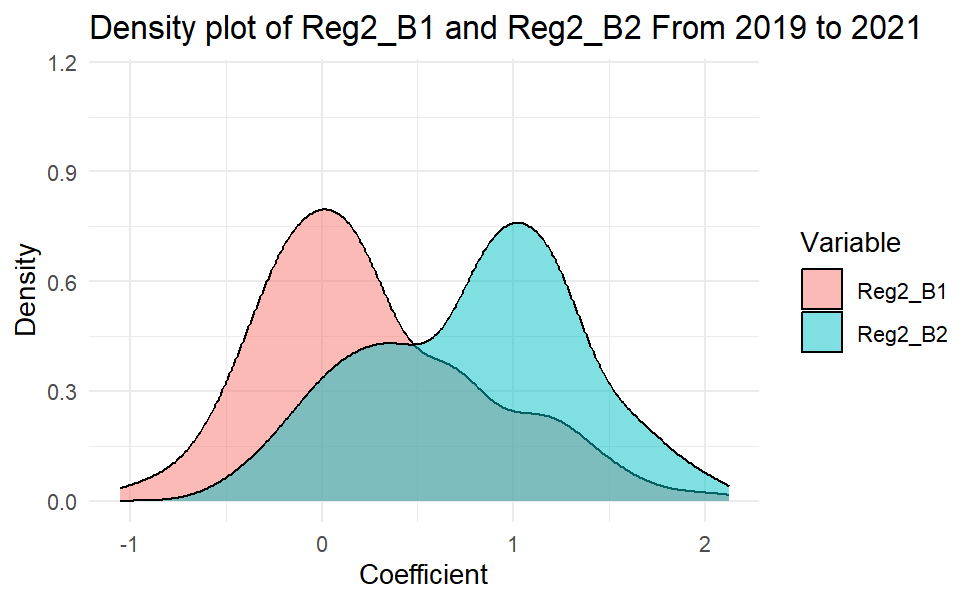 Density plot of Reg2_B1 and Reg2_B2 From 2019 to 2021
1.2
0.9
0.6
0.3
0.0
Density
-1
0
1
2
Coefficient
Variable
Reg2_B1
Reg2_B2